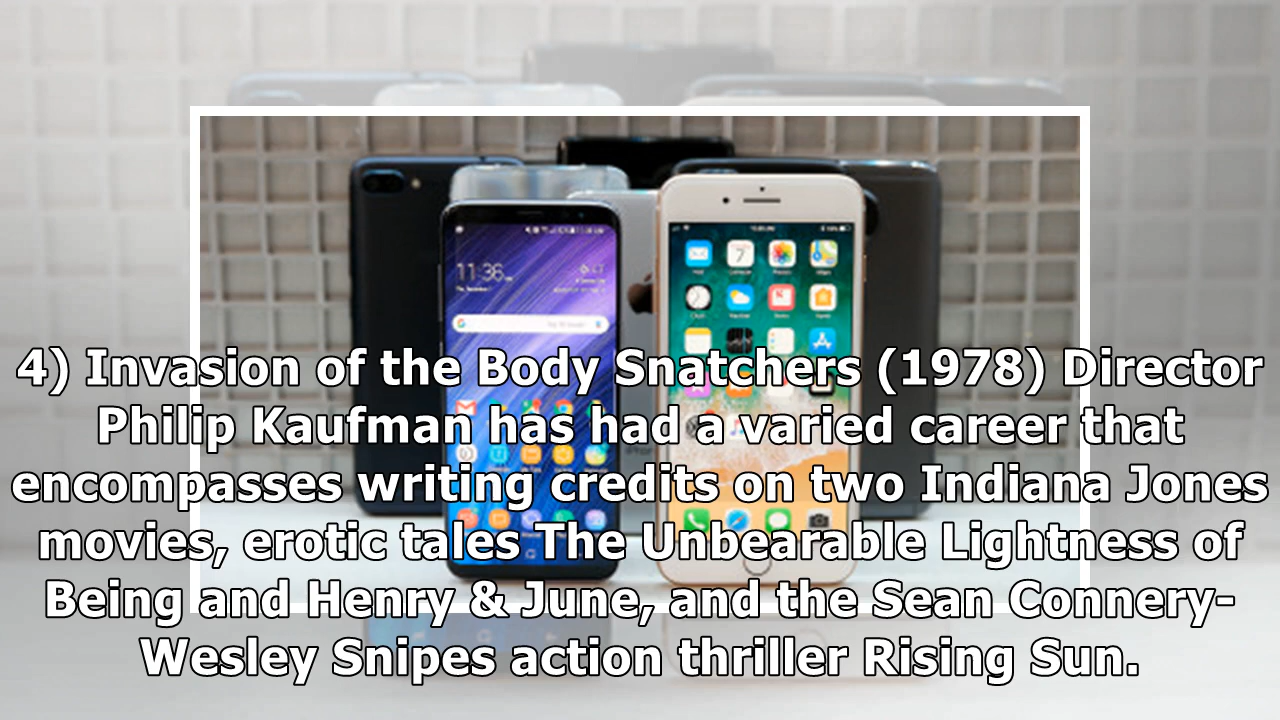 11:36
4) Invasion of the Body Snatchers (1978) Director
Philip Kaufman has had a varied career that
encompasses writing credits on two Indiana Jones
movies, erotic tales The Unbearable Lightness of
Being and Henry & June, and the Sean Connery-
Wesley Snipes action thriller Rising Sun.